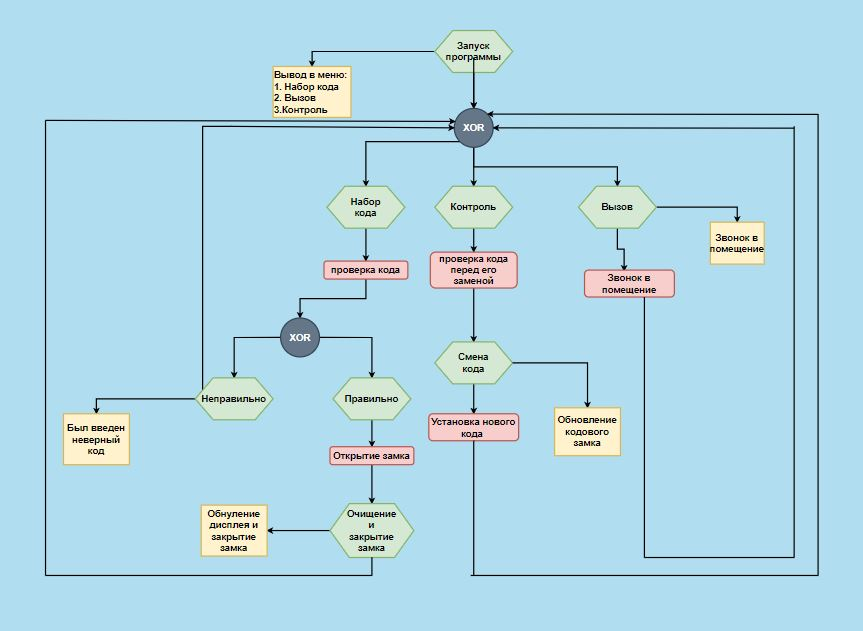 Запуск
программы
Вывод в меню:
1. Набор кода
2. Вызов
3.Контроль
XOR
Набор
кода
Контроль
Вызов
Звонок в
помещение
проверка кода
проверка кода
перед его
заменой
Звонок в
помещение
XOR
Смена
кода
Неправильно
Правильно
Был введен
неверный
код
Установка нового
кода
Обновление
кодового
замка
Открытие замка
Обнуление
дисплея и
закрытие
замка
Очищение
и
закрытие
замка